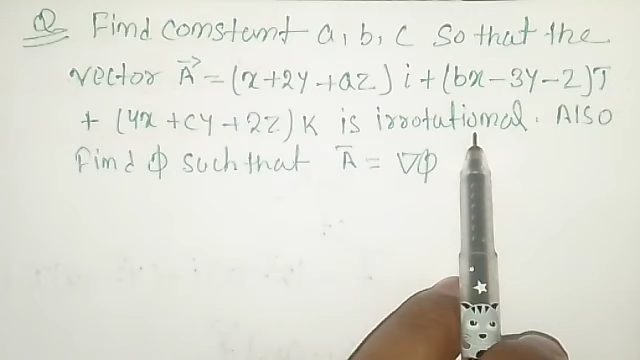 Q Find constant a, b, c so that the
vector A⃗ = (x+2y+az) i + (bx-3y-z)J
+ (4x+cy+2z) K is irrotational. Also
Find φ such that A̅ = ∇φ